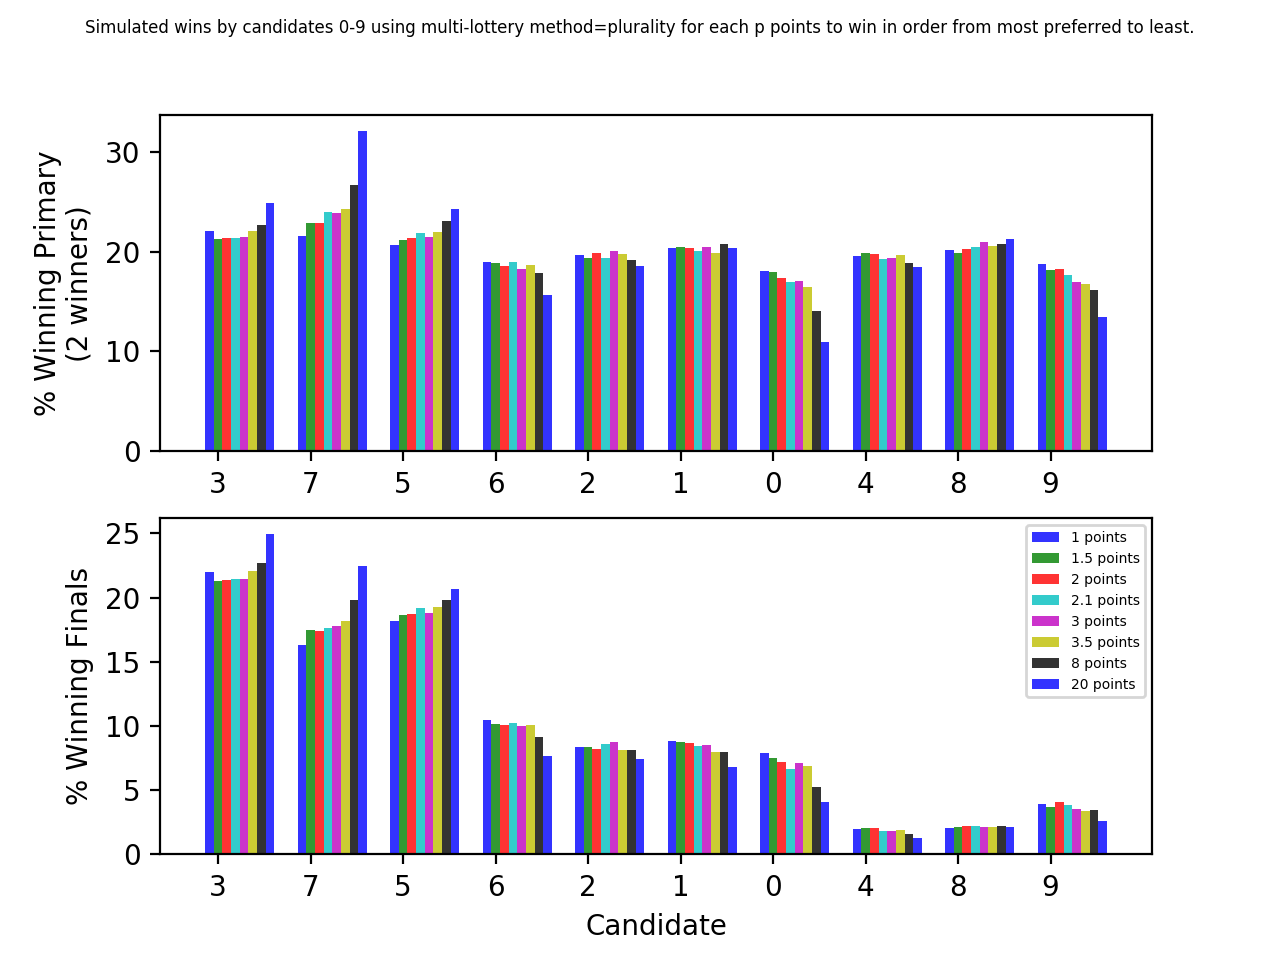 Simulated wins by candidates 0-9 using multi-lottery method=plurality for each p points to win in order from most preferred to least.
% Winning Primary
(2 winners)
30
20
10
0
3 7 5 6 2 1 0 4 8 9
% Winning Finals
25
20
15
10
5
0
1 points
1.5 points
2 points
2.1 points
3 points
3.5 points
8 points
20 points
3 7 5 6 2 1 0 4 8 9
Candidate